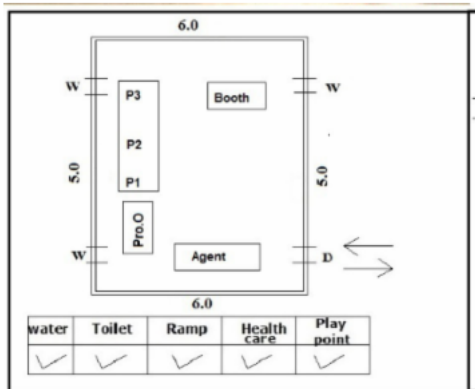 6.0
W
P3
Booth
W
P2
5.0
5.0
P1
Pro.O
W
Agent
D
6.0
water Toilet Ramp Health care Play point